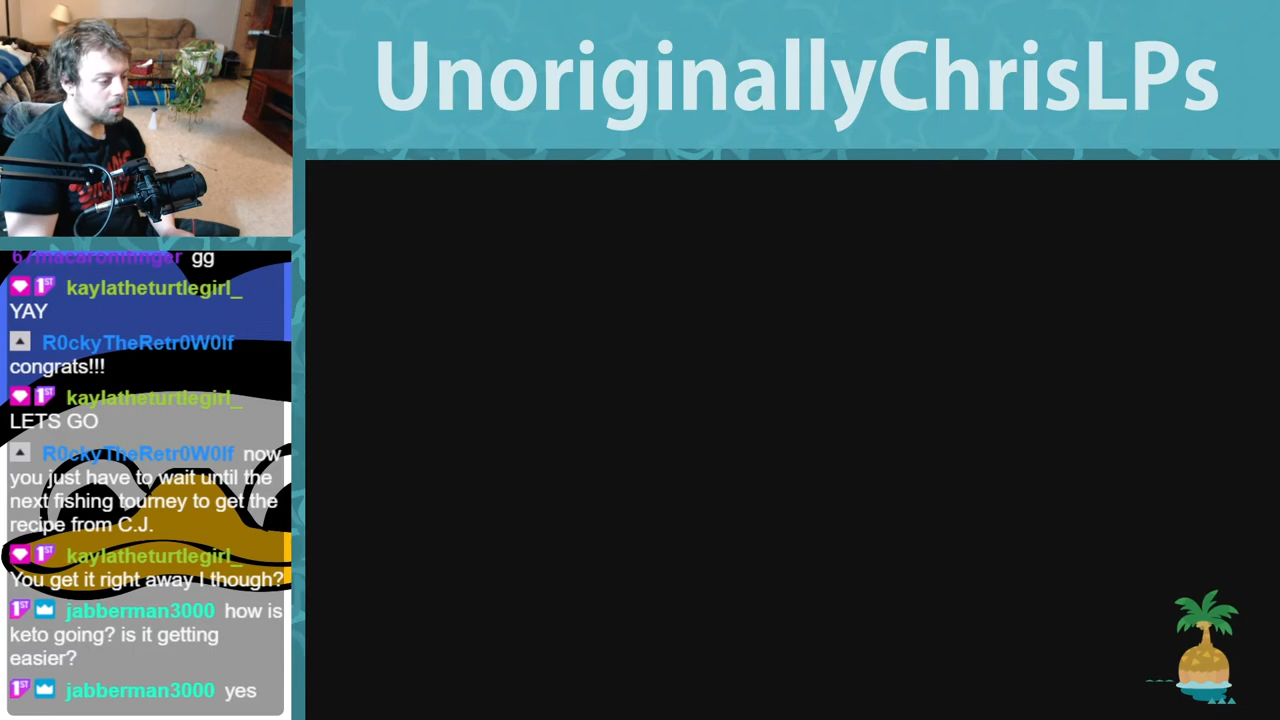 UnoriginallyChrisLPs
gg
kaylatheturtlegirl_
YAY
R0ckyTheRetr0W0lf
congrats!!!
kaylatheturtlegirl_
LETS GO
R0ckyTheRetr0W0lf now
you just have to wait until the
next fishing tourney to get the
recipe from C.J.
kaylatheturtlegirl_
You get it right away I though?
jabberman3000 how is
keto going? is it getting
easier?
jabberman3000 yes